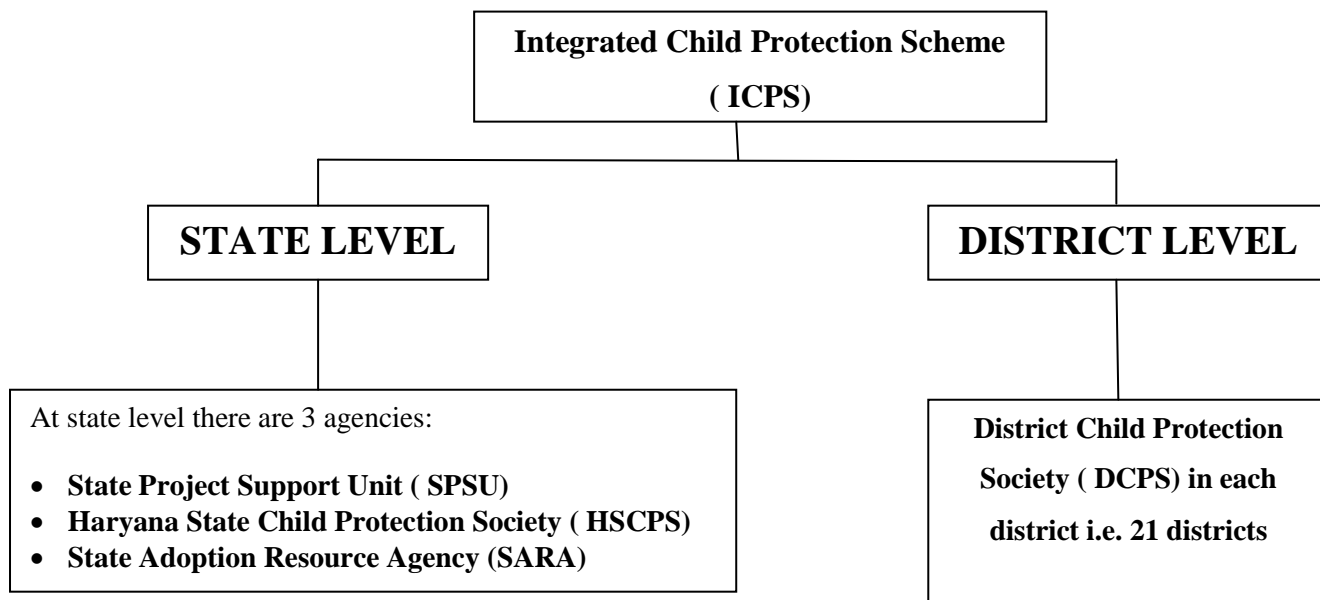 Integrated Child Protection Scheme
( ICPS)
STATE LEVEL
DISTRICT LEVEL
At state level there are 3 agencies:
• State Project Support Unit ( SPSU)
• Haryana State Child Protection Society ( HSCPS)
• State Adoption Resource Agency (SARA)
District Child Protection
Society ( DCPS) in each
district i.e. 21 districts